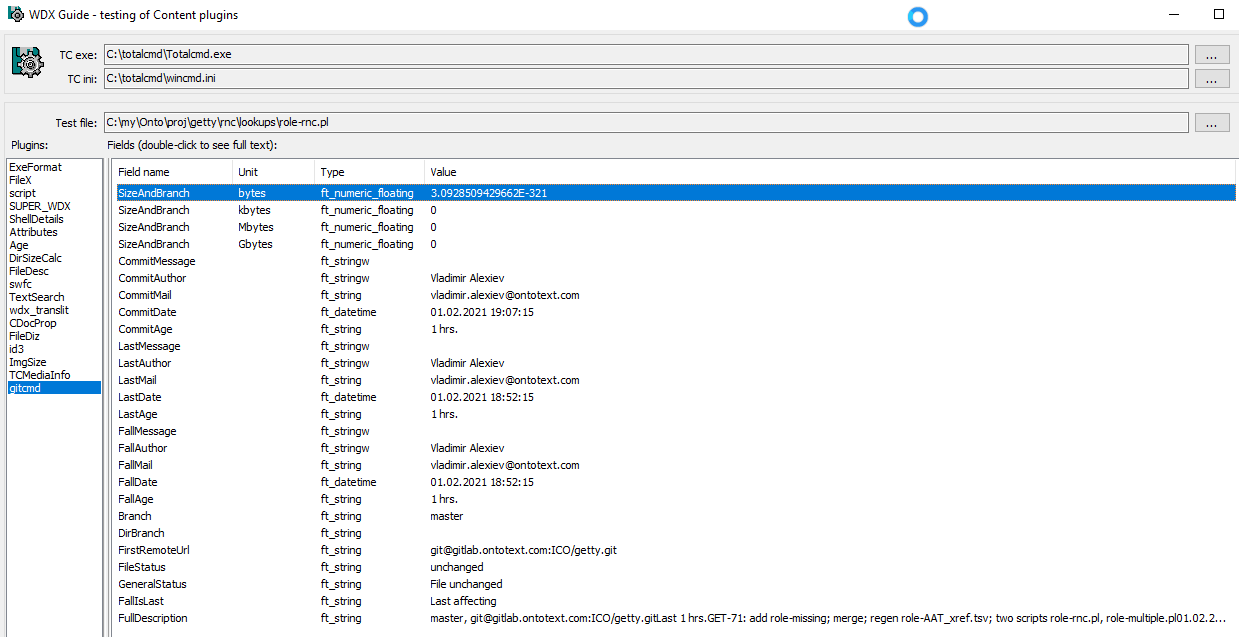 WDX Guide - testing of Content plugins
TC exe: C:\totalcmd\Totalcmd.exe ...
TC ini: C:\totalcmd\wincmd.ini ...
Test file: C:\my\Onto\proj\getty\rnc\lookups\role-rnc.pl ...
Plugins: Fields (double-click to see full text):
ExeFormat
FileX
script
SUPER_WDX
ShellDetails
Attributes
Age
DirSizeCalc
FileDesc
swfc
TextSearch
wdx_translit
CDocProp
FileDiz
id3
ImgSize
TCMediaInfo
gitcmd
Field name Unit Type Value
SizeAndBranch bytes ft_numeric_floating 3.0928509429662E-321
SizeAndBranch kbytes ft_numeric_floating 0
SizeAndBranch Mbytes ft_numeric_floating 0
SizeAndBranch Gbytes ft_numeric_floating 0
CommitMessage ft_stringw
CommitAuthor ft_stringw Vladimir Alexiev
CommitMail ft_string vladimir.alexiev@ontotext.com
CommitDate ft_datetime 01.02.2021 19:07:15
CommitAge ft_string 1 hrs.
LastMessage ft_stringw
LastAuthor ft_stringw Vladimir Alexiev
LastMail ft_string vladimir.alexiev@ontotext.com
LastDate ft_datetime 01.02.2021 18:52:15
LastAge ft_string 1 hrs.
FallMessage ft_stringw
FallAuthor ft_stringw Vladimir Alexiev
FallMail ft_string vladimir.alexiev@ontotext.com
FallDate ft_datetime 01.02.2021 18:52:15
FallAge ft_string 1 hrs.
Branch ft_string master
DirBranch ft_string
FirstRemoteUrl ft_string git@gitlab.ontotext.com:ICO/getty.git
FileStatus ft_string unchanged
GeneralStatus ft_string File unchanged
FallIsLast ft_string Last affecting
FullDescription ft_string master, git@gitlab.ontotext.com:ICO/getty.gitLast 1 hrs.GET-71: add role-missing; merge; regen role-AAT_xref.tsv; two scripts role-rnc.pl, role-multiple.pl01.02.2...